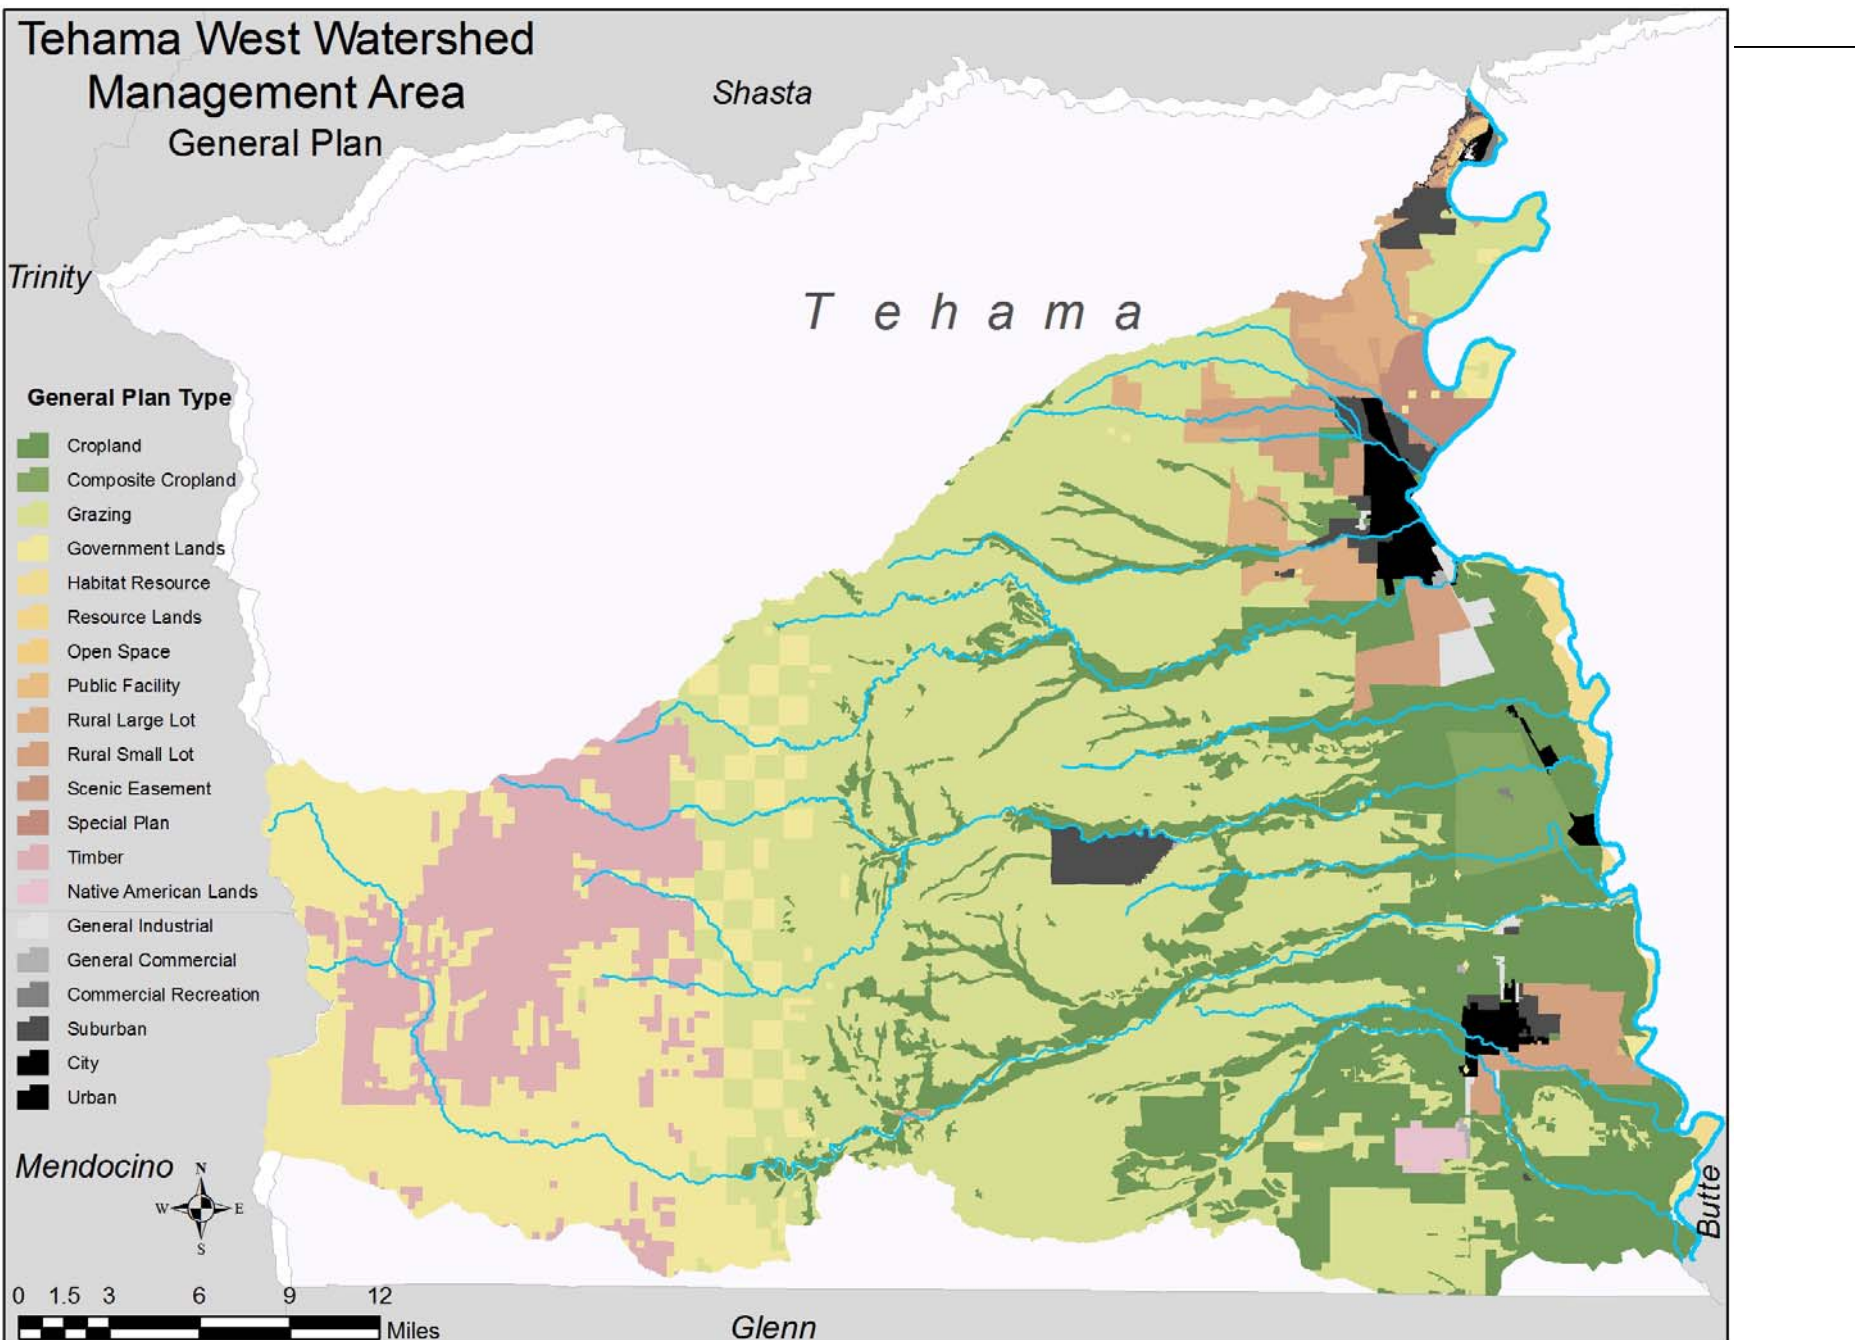 Tehama West Watershed
Management Area
General Plan
Shasta
Trinity
T e h a m a
General Plan Type
Cropland
Composite Cropland
Grazing
Government Lands
Habitat Resource
Resource Lands
Open Space
Public Facility
Rural Large Lot
Rural Small Lot
Scenic Easement
Special Plan
Timber
Native American Lands
General Industrial
General Commercial
Commercial Recreation
Suburban
City
Urban
Mendocino
N
W E
S
Butte
0 1.5 3 6 9 12
Miles
Glenn